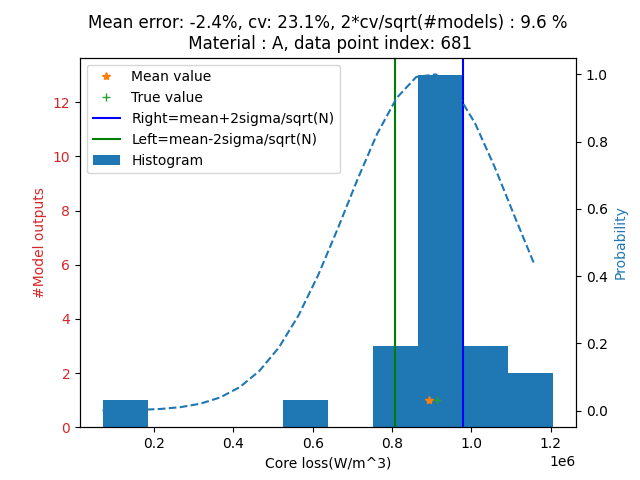 Mean error: -2.4%, cv: 23.1%, 2*cv/sqrt(#models) : 9.6 %
Material : A, data point index: 681
Mean value
True value
Right=mean+2sigma/sqrt(N)
Left=mean-2sigma/sqrt(N)
Histogram
#Model outputs
0
2
4
6
8
10
12
Probability
0.0
0.2
0.4
0.6
0.8
1.0
0.2
0.4
0.6
0.8
1.0
1.2
1e6
Core loss(W/m^3)